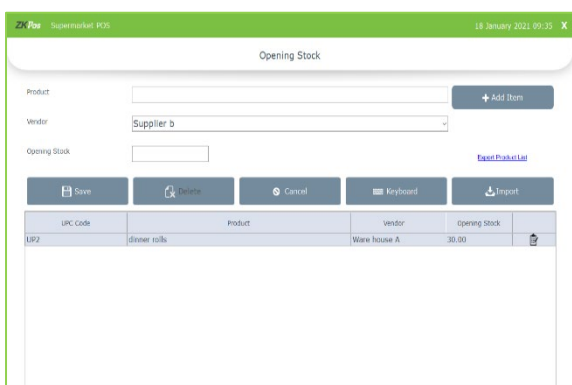 ZKPos Supermarket POS 18 January 2021 09:35 X
Opening Stock
Product
Add Item
Vendor Supplier b
Opening Stock
Export Product List
Save Delete Cancel Keyboard Import
UPC Code Product Vendor Opening Stock
UP2 dinner rolls Ware house A 30.00